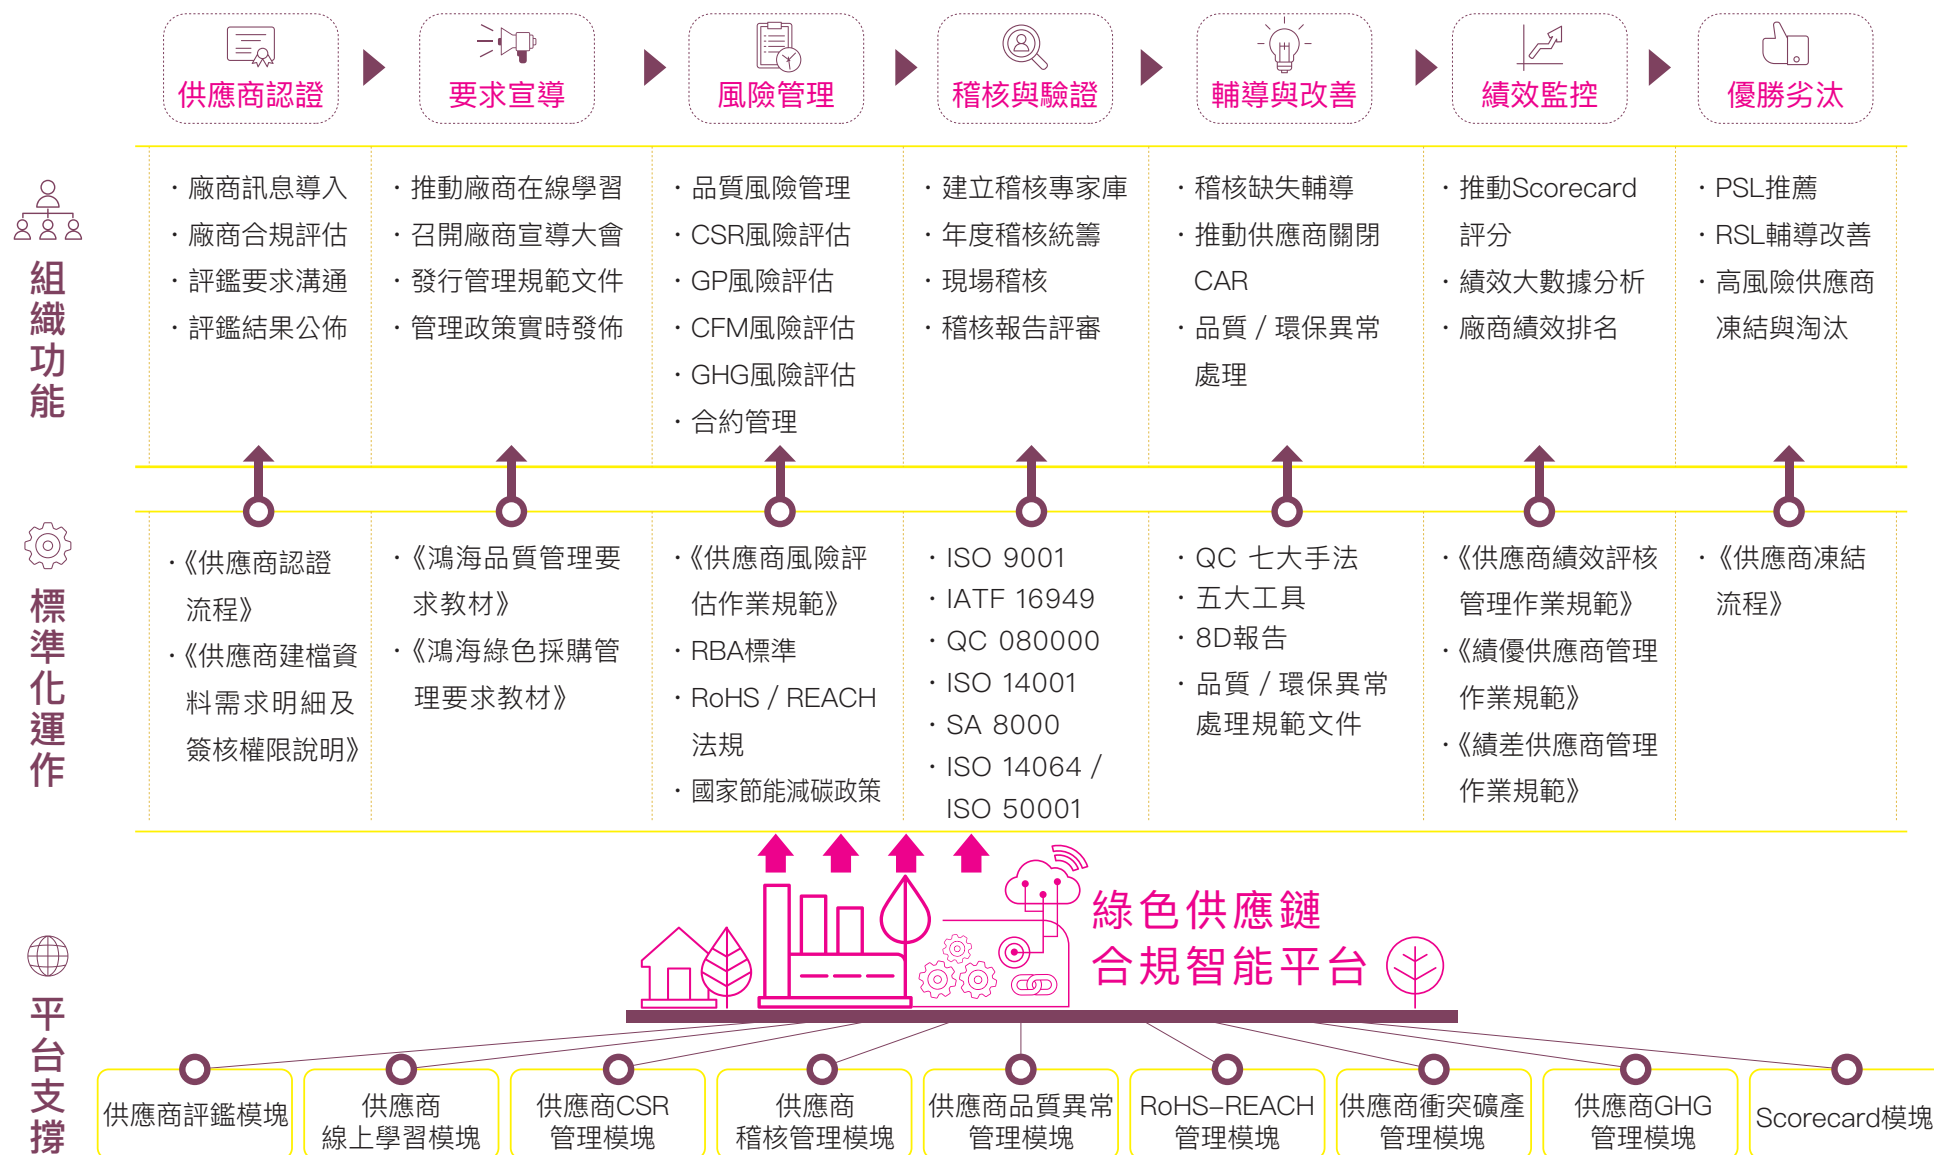 供應商認證
要求宣導
風險管理
稽核與驗證
輔導與改善
績效監控
優勝劣汰
組織功能
・廠商訊息導入
・廠商合規評估
・評鑑要求溝通
・評鑑結果公佈
・推動廠商在線學習
・召開廠商宣導大會
・發行管理規範文件
・管理政策實時發佈
・品質風險管理
・CSR風險評估
・GP風險評估
・CFM風險評估
・GHG風險評估
・合約管理
・建立稽核專家庫
・年度稽核統籌
・現場稽核
・稽核報告評審
・稽核缺失輔導
・推動供應商關閉
CAR
・品質 / 環保異常
處理
・推動Scorecard
評分
・績效大數據分析
・廠商績效排名
・PSL推薦
・RSL輔導改善
・高風險供應商
凍結與淘汰
標準化運作
・《供應商認證
流程》
・《供應商建檔資
料需求明細及
簽核權限說明》
・《鴻海品質管理要
求教材》
・《鴻海綠色採購管
理要求教材》
・《供應商風險評
估作業規範》
・RBA標準
・RoHS / REACH
法規
・國家節能減碳政策
・ISO 9001
・IATF 16949
・QC 080000
・ISO 14001
・SA 8000
・ISO 14064 /
ISO 50001
・QC 七大手法
・五大工具
・8D報告
・品質 / 環保異常
處理規範文件
・《供應商績效評核
管理作業規範》
・《績優供應商管理
作業規範》
・《績差供應商管理
作業規範》
・《供應商凍結
流程》
綠色供應鏈
合規智能平台
平台支撐
供應商評鑑模塊
供應商
線上學習模塊
供應商CSR
管理模塊
供應商
稽核管理模塊
供應商品質異常
管理模塊
RoHS–REACH
管理模塊
供應商衝突礦產
管理模塊
供應商GHG
管理模塊
Scorecard模塊